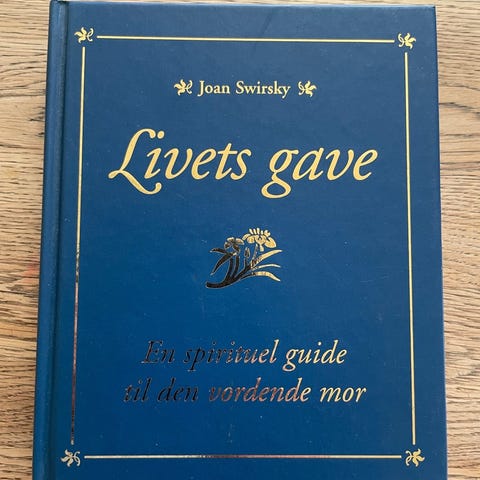 Joan Swirsky
Livets gave
En spirituel guide
til den vordende mor